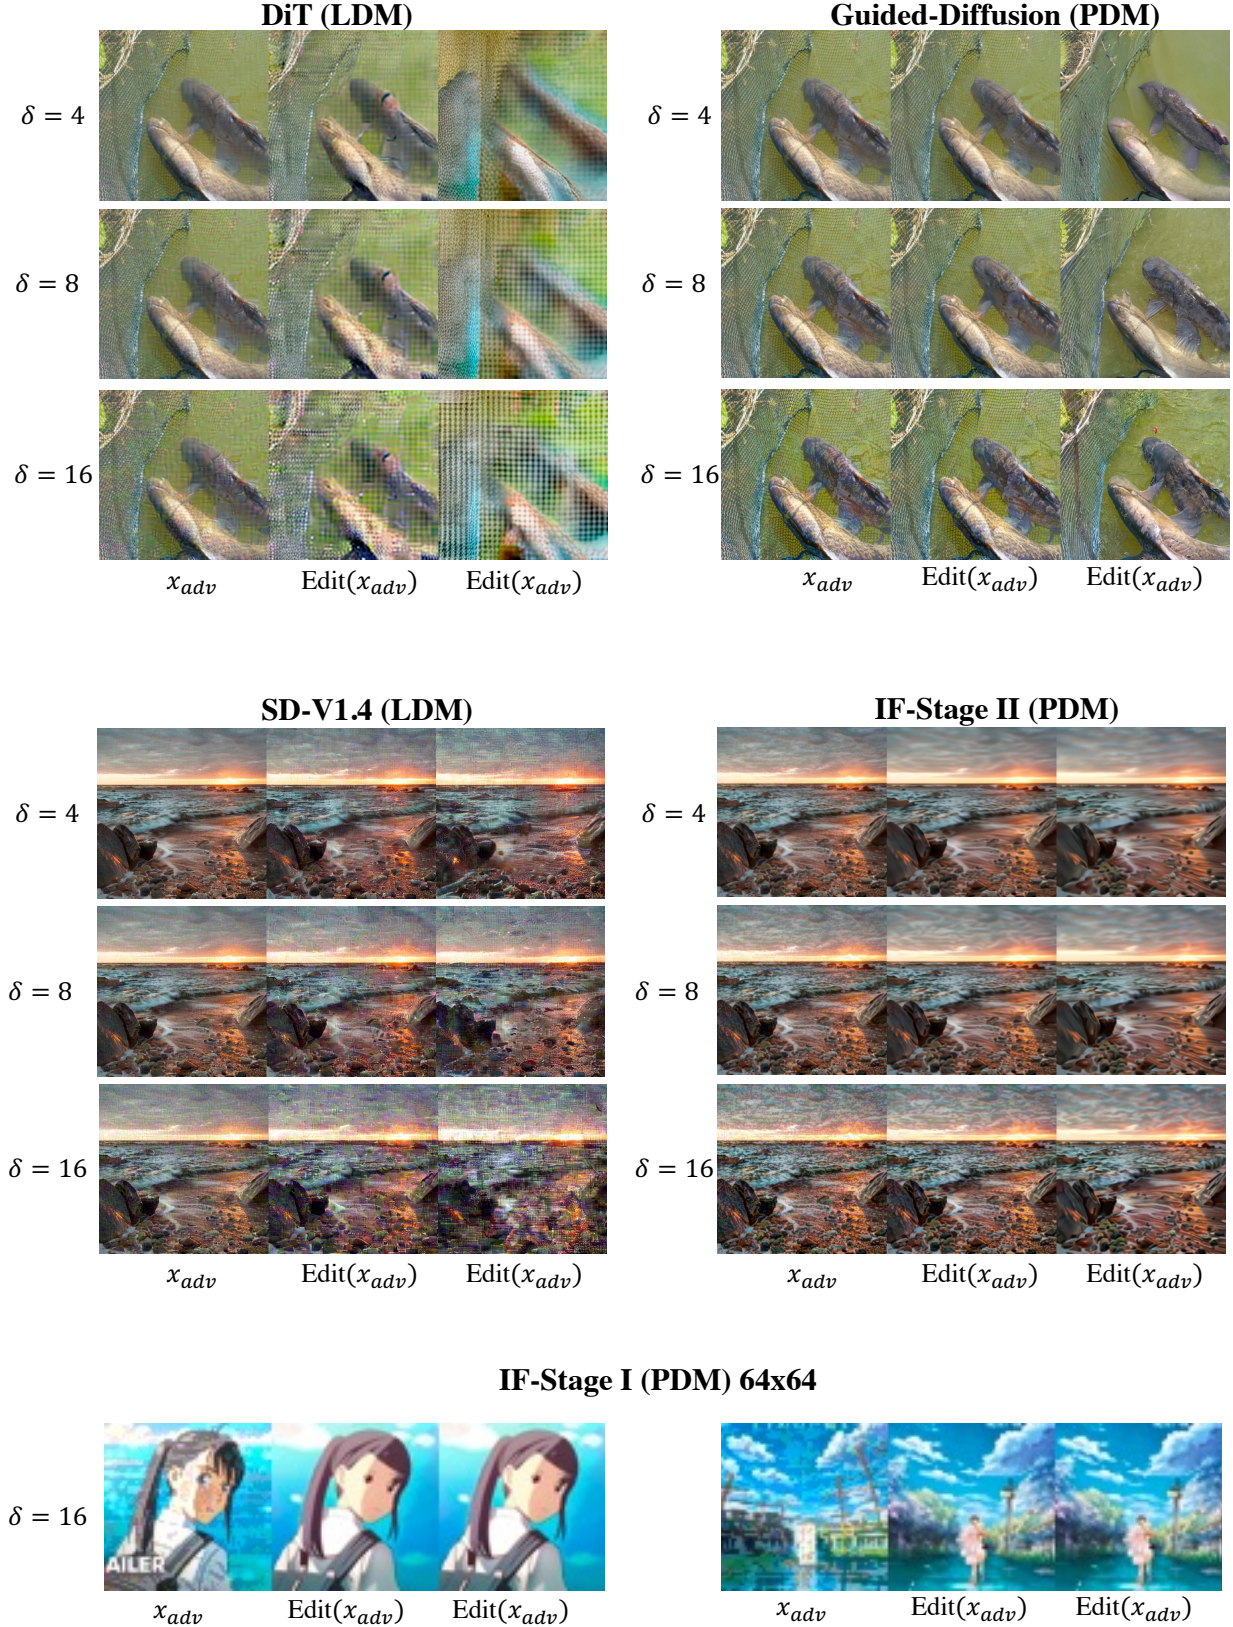 DiT (LDM)
Guided-Diffusion (PDM)
δ = 4
δ = 4
δ = 8
δ = 8
δ = 16
δ = 16
x_adv Edit(x_adv) Edit(x_adv)
x_adv Edit(x_adv) Edit(x_adv)
SD-V1.4 (LDM)
IF-Stage II (PDM)
δ = 4
δ = 4
δ = 8
δ = 8
δ = 16
δ = 16
x_adv Edit(x_adv) Edit(x_adv)
x_adv Edit(x_adv) Edit(x_adv)
IF-Stage I (PDM) 64x64
δ = 16
AILER
x_adv Edit(x_adv) Edit(x_adv)
x_adv Edit(x_adv) Edit(x_adv)